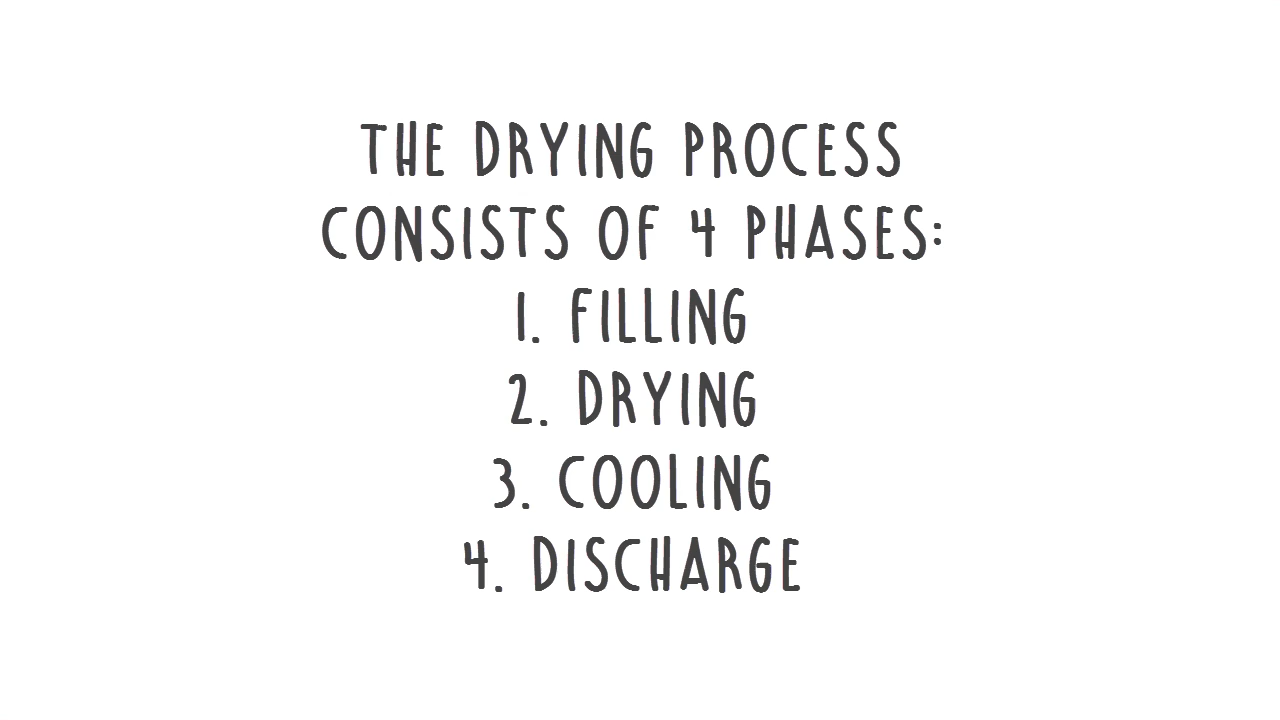 THE DRYING PROCESS
CONSISTS OF 4 PHASES:
1. FILLING
2. DRYING
3. COOLING
4. DISCHARGE